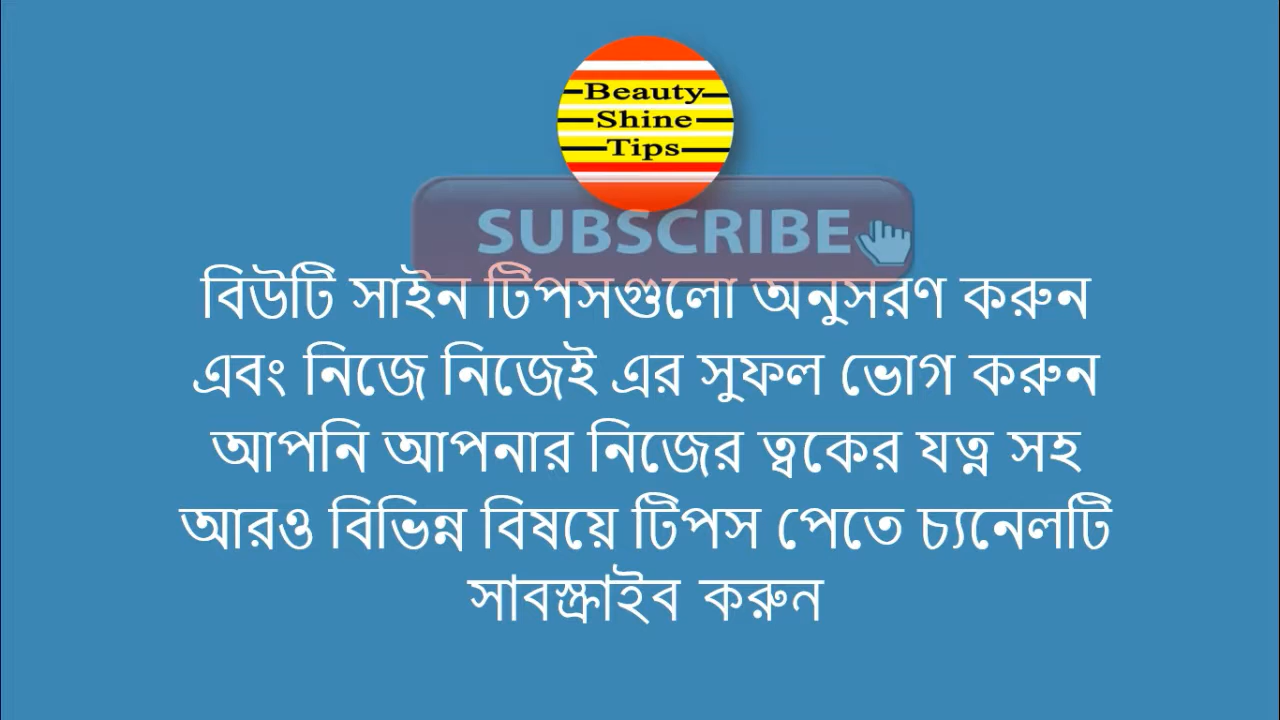 Beauty
Shine
Tips
SUBSCRIBE
বিউটি সাইন টিপসগুলো অনুসরণ করুন
এবং নিজে নিজেই এর সুফল ভোগ করুন
আপনি আপনার নিজের ত্বকের যত্ন সহ
আরও বিভিন্ন বিষয়ে টিপস পেতে চ্যনেলটি
সাবস্ক্রাইব করুন